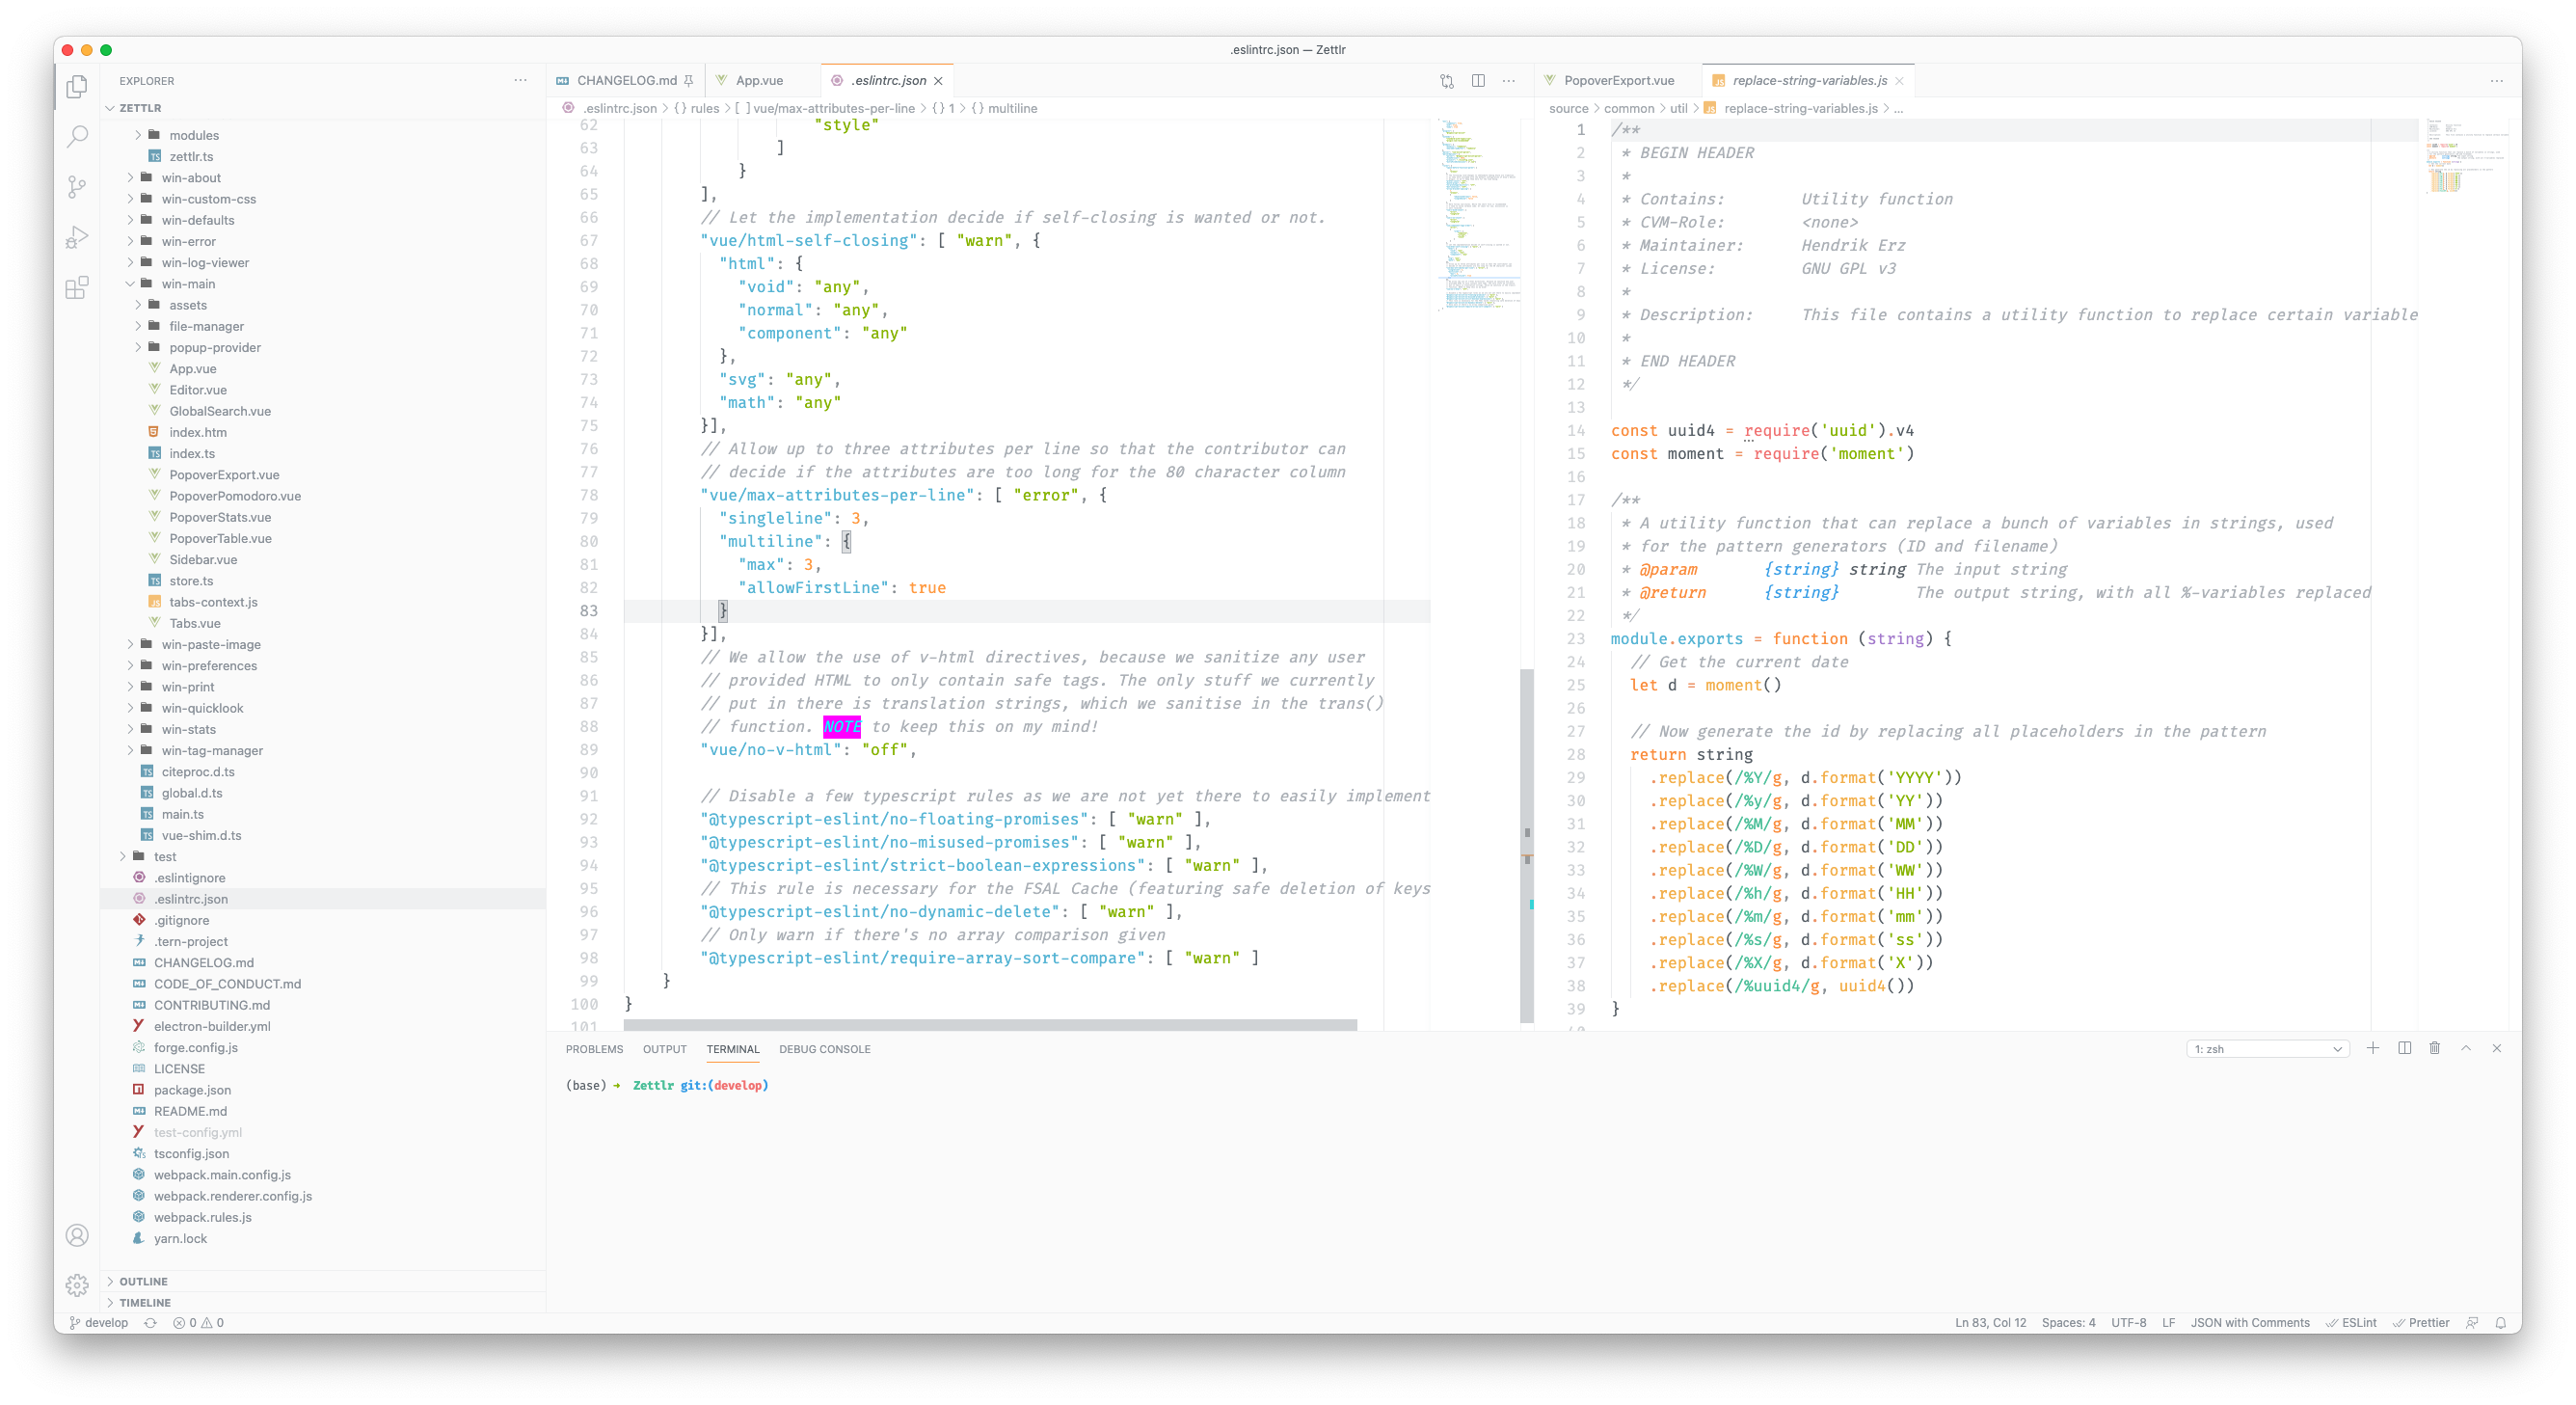 .eslintrc.json — Zettlr
EXPLORER
ZETTLR
modules
zettlr.ts
win-about
win-custom-css
win-defaults
win-error
win-log-viewer
win-main
assets
file-manager
popup-provider
App.vue
Editor.vue
GlobalSearch.vue
index.htm
index.ts
PopoverExport.vue
PopoverPomodoro.vue
PopoverStats.vue
PopoverTable.vue
Sidebar.vue
store.ts
tabs-context.js
Tabs.vue
win-paste-image
win-preferences
win-print
win-quicklook
win-stats
win-tag-manager
citeproc.d.ts
global.d.ts
main.ts
vue-shim.d.ts
test
.eslintignore
.eslintrc.json
.gitignore
.tern-project
CHANGELOG.md
CODE_OF_CONDUCT.md
CONTRIBUTING.md
electron-builder.yml
forge.config.js
LICENSE
package.json
README.md
test-config.yml
tsconfig.json
webpack.main.config.js
webpack.renderer.config.js
webpack.rules.js
yarn.lock
OUTLINE
TIMELINE
CHANGELOG.md App.vue .eslintrc.json
.eslintrc.json > {} rules > [ ] vue/max-attributes-per-line > {} 1 > {} multiline
62 "style"
63 ]
64 }
65 ],
66 // Let the implementation decide if self-closing is wanted or not.
67 "vue/html-self-closing": [ "warn", {
68 "html": {
69 "void": "any",
70 "normal": "any",
71 "component": "any"
72 },
73 "svg": "any",
74 "math": "any"
75 }],
76 // Allow up to three attributes per line so that the contributor can
77 // decide if the attributes are too long for the 80 character column
78 "vue/max-attributes-per-line": [ "error", {
79 "singleline": 3,
80 "multiline": {
81 "max": 3,
82 "allowFirstLine": true
83 }
84 }],
85 // We allow the use of v-html directives, because we sanitize any user
86 // provided HTML to only contain safe tags. The only stuff we currently
87 // put in there is translation strings, which we sanitise in the trans()
88 // function. NOTE to keep this on my mind!
89 "vue/no-v-html": "off",
90
91 // Disable a few typescript rules as we are not yet there to easily implement
92 "@typescript-eslint/no-floating-promises": [ "warn" ],
93 "@typescript-eslint/no-misused-promises": [ "warn" ],
94 "@typescript-eslint/strict-boolean-expressions": [ "warn" ],
95 // This rule is necessary for the FSAL Cache (featuring safe deletion of keys
96 "@typescript-eslint/no-dynamic-delete": [ "warn" ],
97 // Only warn if there's no array comparison given
98 "@typescript-eslint/require-array-sort-compare": [ "warn" ]
99 }
100 }
101
PopoverExport.vue replace-string-variables.js
source > common > util > replace-string-variables.js > ...
1 /**
2 * BEGIN HEADER
3 *
4 * Contains: Utility function
5 * CVM-Role: <none>
6 * Maintainer: Hendrik Erz
7 * License: GNU GPL v3
8 *
9 * Description: This file contains a utility function to replace certain variable
10 *
11 * END HEADER
12 */
13
14 const uuid4 = require('uuid').v4
15 const moment = require('moment')
16
17 /**
18 * A utility function that can replace a bunch of variables in strings, used
19 * for the pattern generators (ID and filename)
20 * @param {string} string The input string
21 * @return {string} The output string, with all %-variables replaced
22 */
23 module.exports = function (string) {
24 // Get the current date
25 let d = moment()
26
27 // Now generate the id by replacing all placeholders in the pattern
28 return string
29 .replace(/%Y/g, d.format('YYYY'))
30 .replace(/%y/g, d.format('YY'))
31 .replace(/%M/g, d.format('MM'))
32 .replace(/%D/g, d.format('DD'))
33 .replace(/%W/g, d.format('WW'))
34 .replace(/%h/g, d.format('HH'))
35 .replace(/%m/g, d.format('mm'))
36 .replace(/%s/g, d.format('ss'))
37 .replace(/%X/g, d.format('X'))
38 .replace(/%uuid4/g, uuid4())
39 }
40
PROBLEMS OUTPUT TERMINAL DEBUG CONSOLE
1: zsh
(base) ➜ Zettlr git:(develop)
develop 0 0
Ln 83, Col 12 Spaces: 4 UTF-8 LF JSON with Comments ESLint Prettier